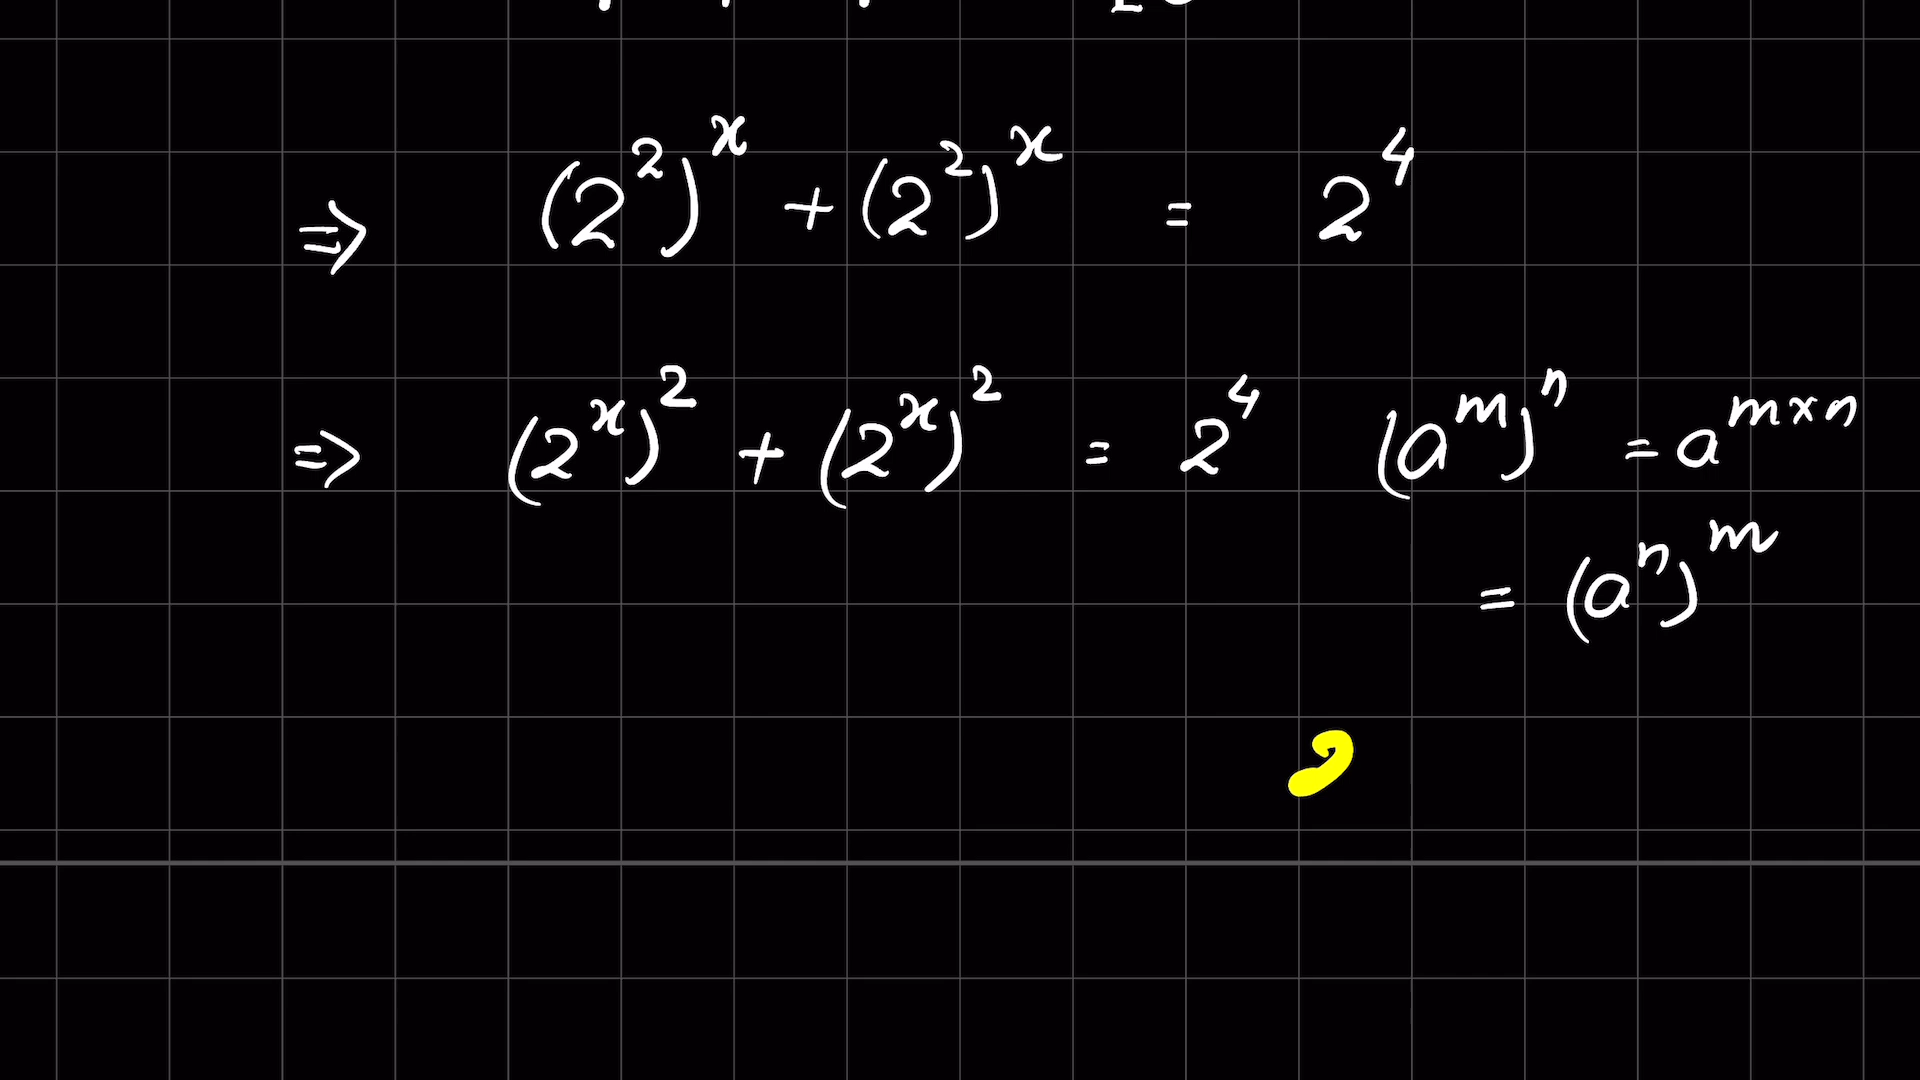 ⇒ (2²)ˣ + (2²)ˣ = 2⁴
⇒ (2ˣ)² + (2ˣ)² = 2⁴ (aᵐ)ⁿ = aᵐˣⁿ
= (aⁿ)ᵐ